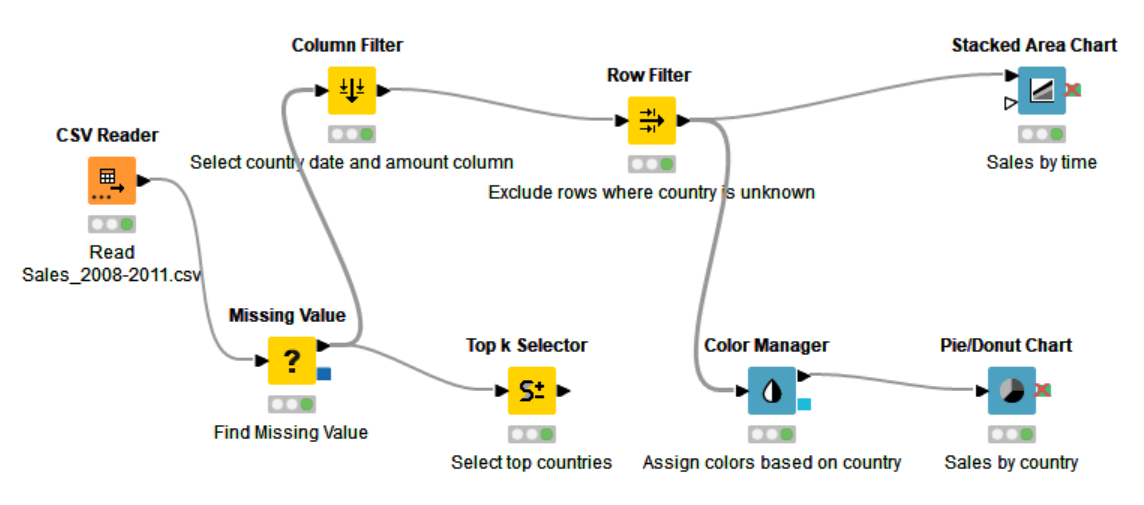 Column Filter
Stacked Area Chart
Row Filter
CSV Reader
Select country date and amount column
Sales by time
Exclude rows where country is unknown
Read
Sales_2008-2011.csv
Missing Value
Top k Selector
Color Manager
Pie/Donut Chart
?
S
Find Missing Value
Select top countries
Assign colors based on country
Sales by country